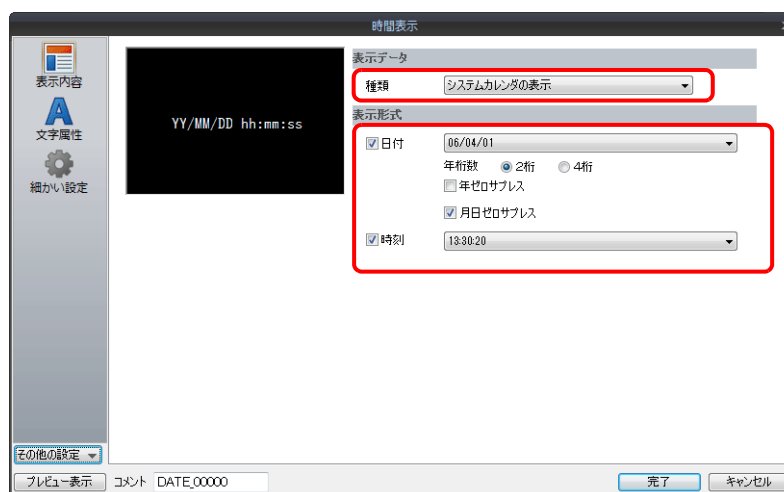 時間表示
表示内容
文字属性
細かい設定
その他の設定
YY/MM/DD hh:mm:ss
表示データ
種類 システムカレンダの表示
表示形式
日付 06/04/01
年桁数 2桁 4桁
年ゼロサプレス
月日ゼロサプレス
時刻 13:30:20
プレビュー表示 コメント DATE_00000 完了 キャンセル